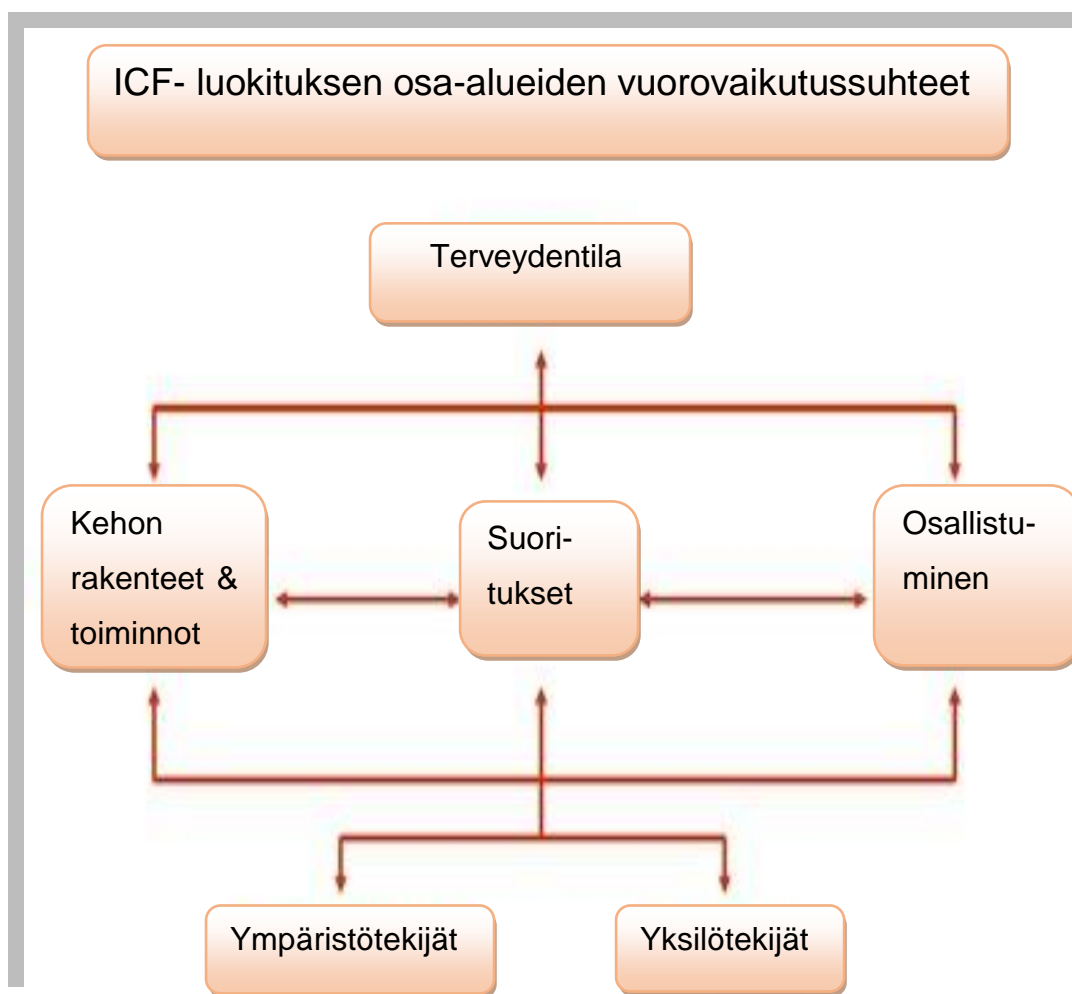 ICF- luokituksen osa-alueiden vuorovaikutussuhteet
Terveydentila
Kehon
rakenteet &
toiminnot
Suori-
tukset
Osallistu-
minen
Ympäristötekijät
Yksilötekijät